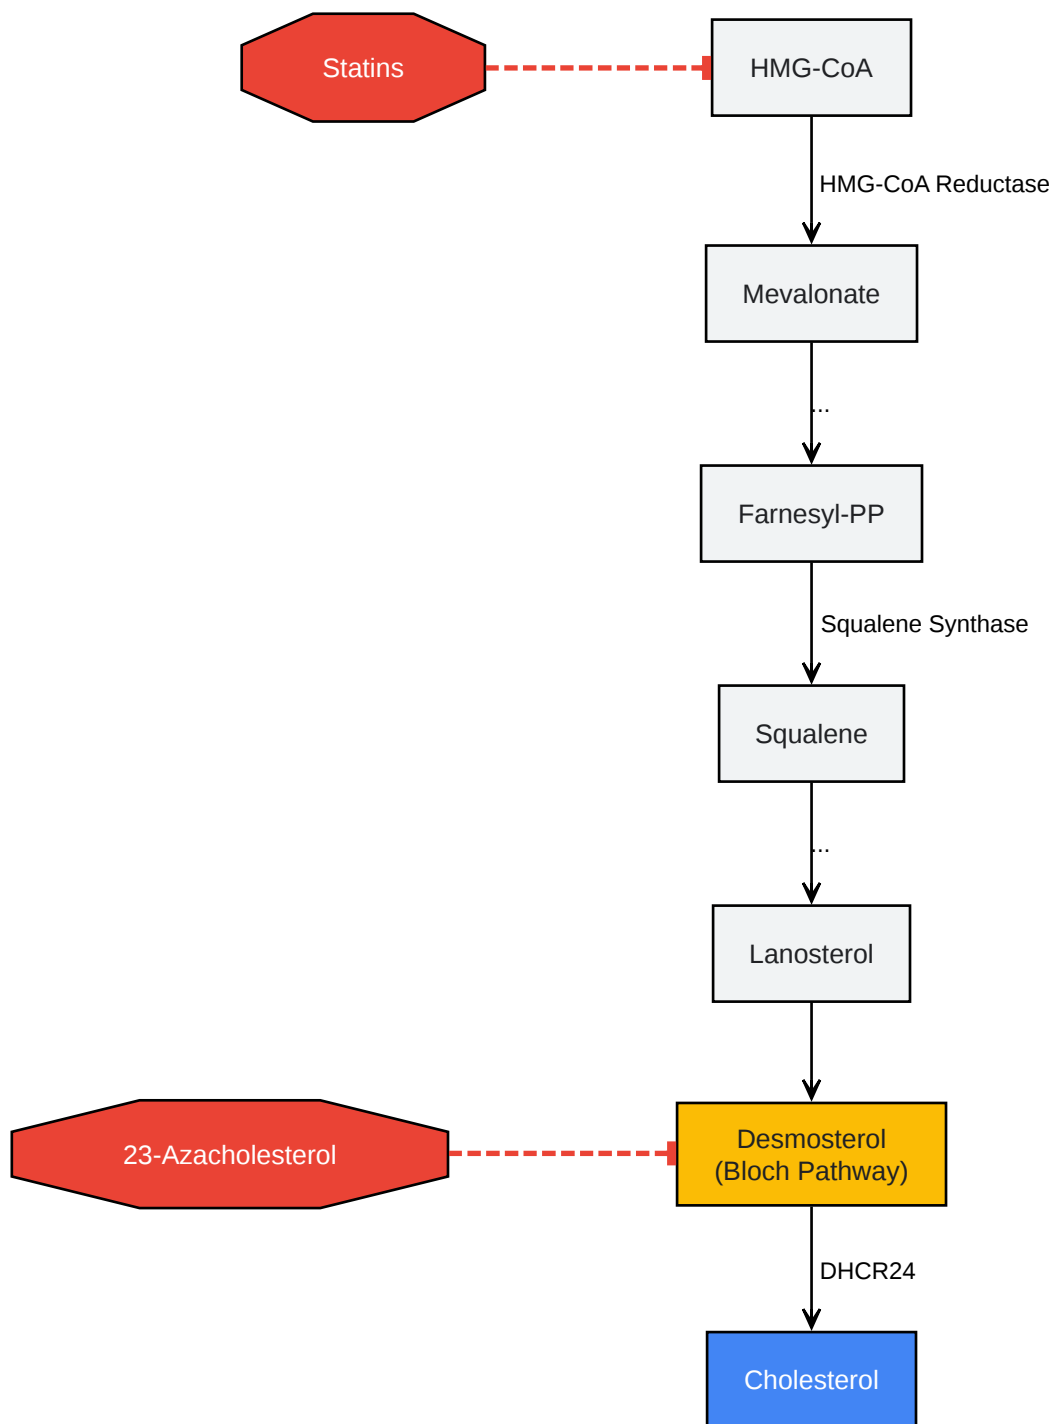 Statins
HMG-CoA
HMG-CoA Reductase
Mevalonate
...
Farnesyl-PP
Squalene Synthase
Squalene
...
Lanosterol
23-Azacholesterol
Desmosterol
(Bloch Pathway)
DHCR24
Cholesterol